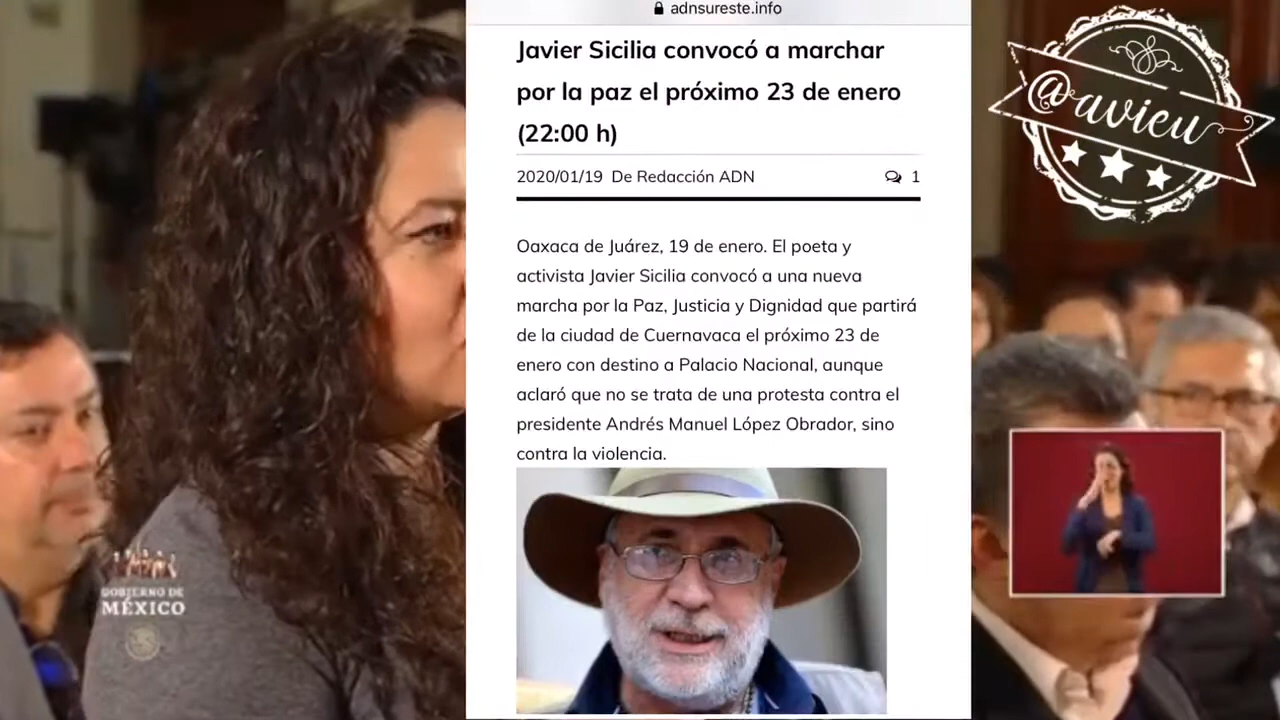 adnsureste.info
Javier Sicilia convocó a marchar
por la paz el próximo 23 de enero
(22:00 h)
2020/01/19 De Redacción ADN 1
Oaxaca de Juárez, 19 de enero. El poeta y
activista Javier Sicilia convocó a una nueva
marcha por la Paz, Justicia y Dignidad que partirá
de la ciudad de Cuernavaca el próximo 23 de
enero con destino a Palacio Nacional, aunque
aclaró que no se trata de una protesta contra el
presidente Andrés Manuel López Obrador, sino
contra la violencia.
@avieu
GOBIERNO DE
MÉXICO